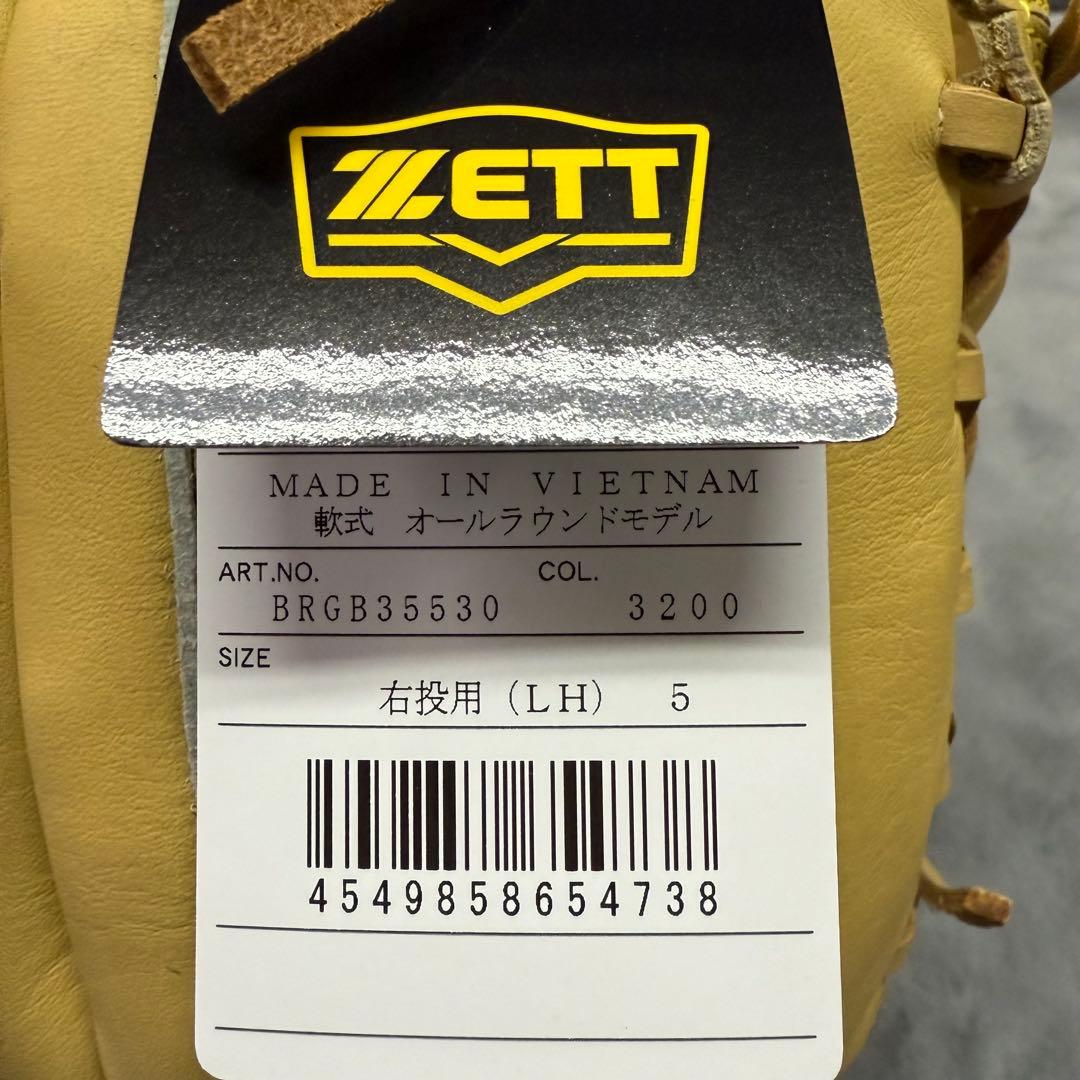 ZETT
MADE IN VIETNAM
軟式 オールラウンドモデル
ART.NO. COL.
BRGB35530 3200
SIZE
右投用（LH） 5
4549858654738